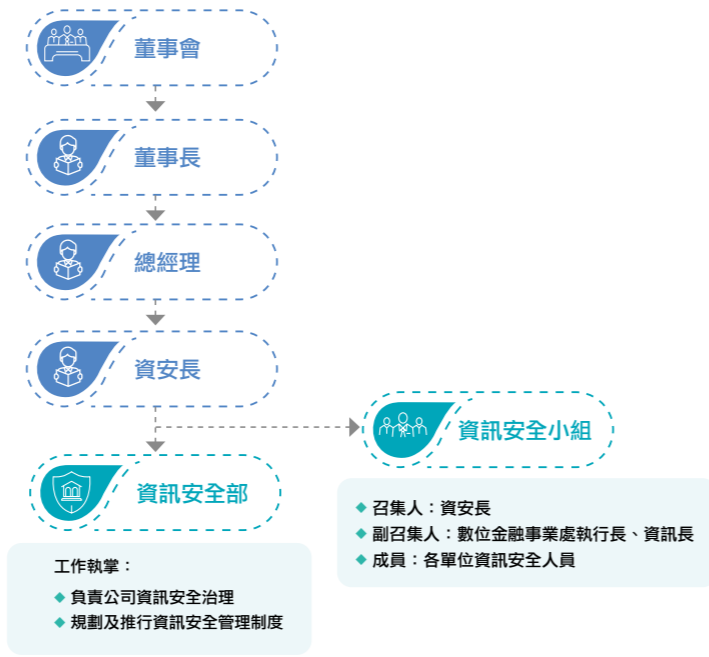 董事會
董事長
總經理
資安長
資訊安全小組
◆ 召集人：資安長
◆ 副召集人：數位金融事業處執行長、資訊長
◆ 成員：各單位資訊安全人員
資訊安全部
工作執掌：
◆ 負責公司資訊安全治理
◆ 規劃及推行資訊安全管理制度